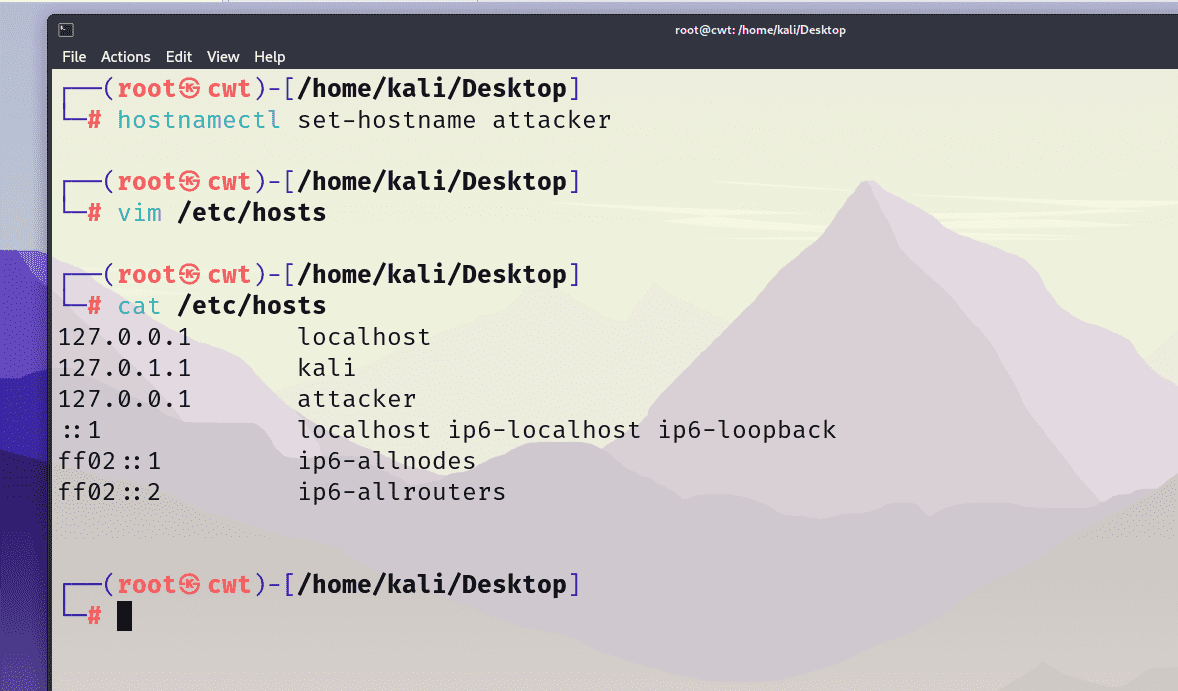 root@cwt: /home/kali/Desktop
File Actions Edit View Help
┌──(root㉿cwt)-[/home/kali/Desktop]
└─# hostnamectl set-hostname attacker
┌──(root㉿cwt)-[/home/kali/Desktop]
└─# vim /etc/hosts
┌──(root㉿cwt)-[/home/kali/Desktop]
└─# cat /etc/hosts
127.0.0.1 localhost
127.0.1.1 kali
127.0.0.1 attacker
::1 localhost ip6-localhost ip6-loopback
ff02::1 ip6-allnodes
ff02::2 ip6-allrouters
┌──(root㉿cwt)-[/home/kali/Desktop]
└─#